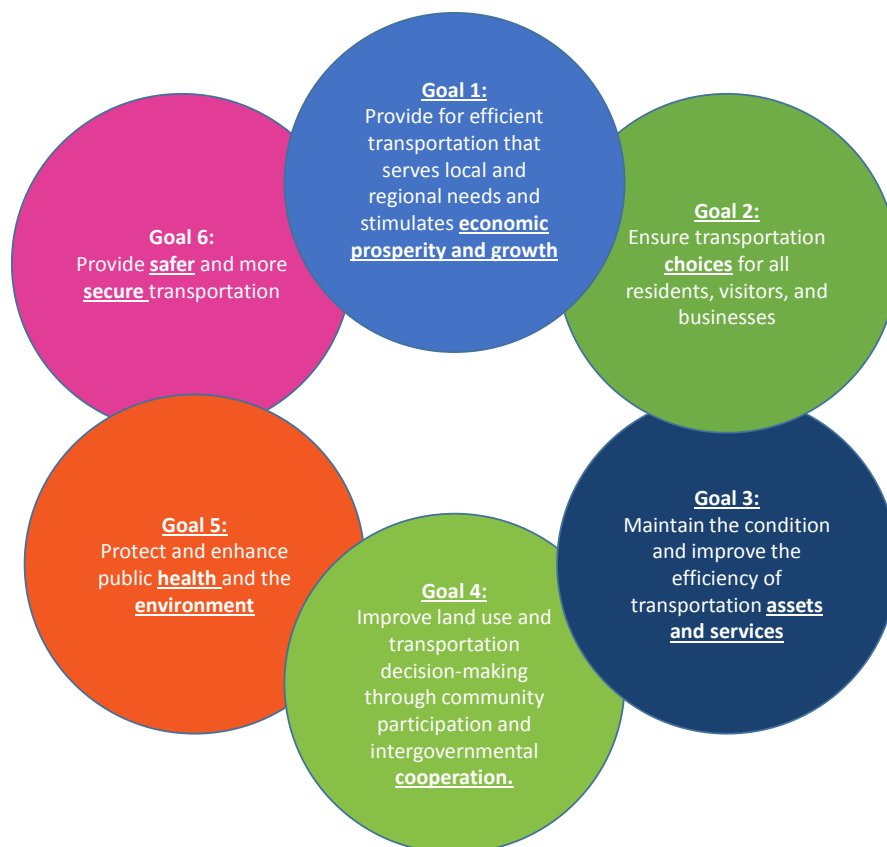 Goal 1:
Provide for efficient
transportation that
serves local and
regional needs and
stimulates economic
prosperity and growth
Goal 2:
Ensure transportation
choices for all
residents, visitors, and
businesses
Goal 3:
Maintain the condition
and improve the
efficiency of
transportation assets
and services
Goal 4:
Improve land use and
transportation
decision-making
through community
participation and
intergovernmental
cooperation.
Goal 5:
Protect and enhance
public health and the
environment
Goal 6:
Provide safer and more
secure transportation